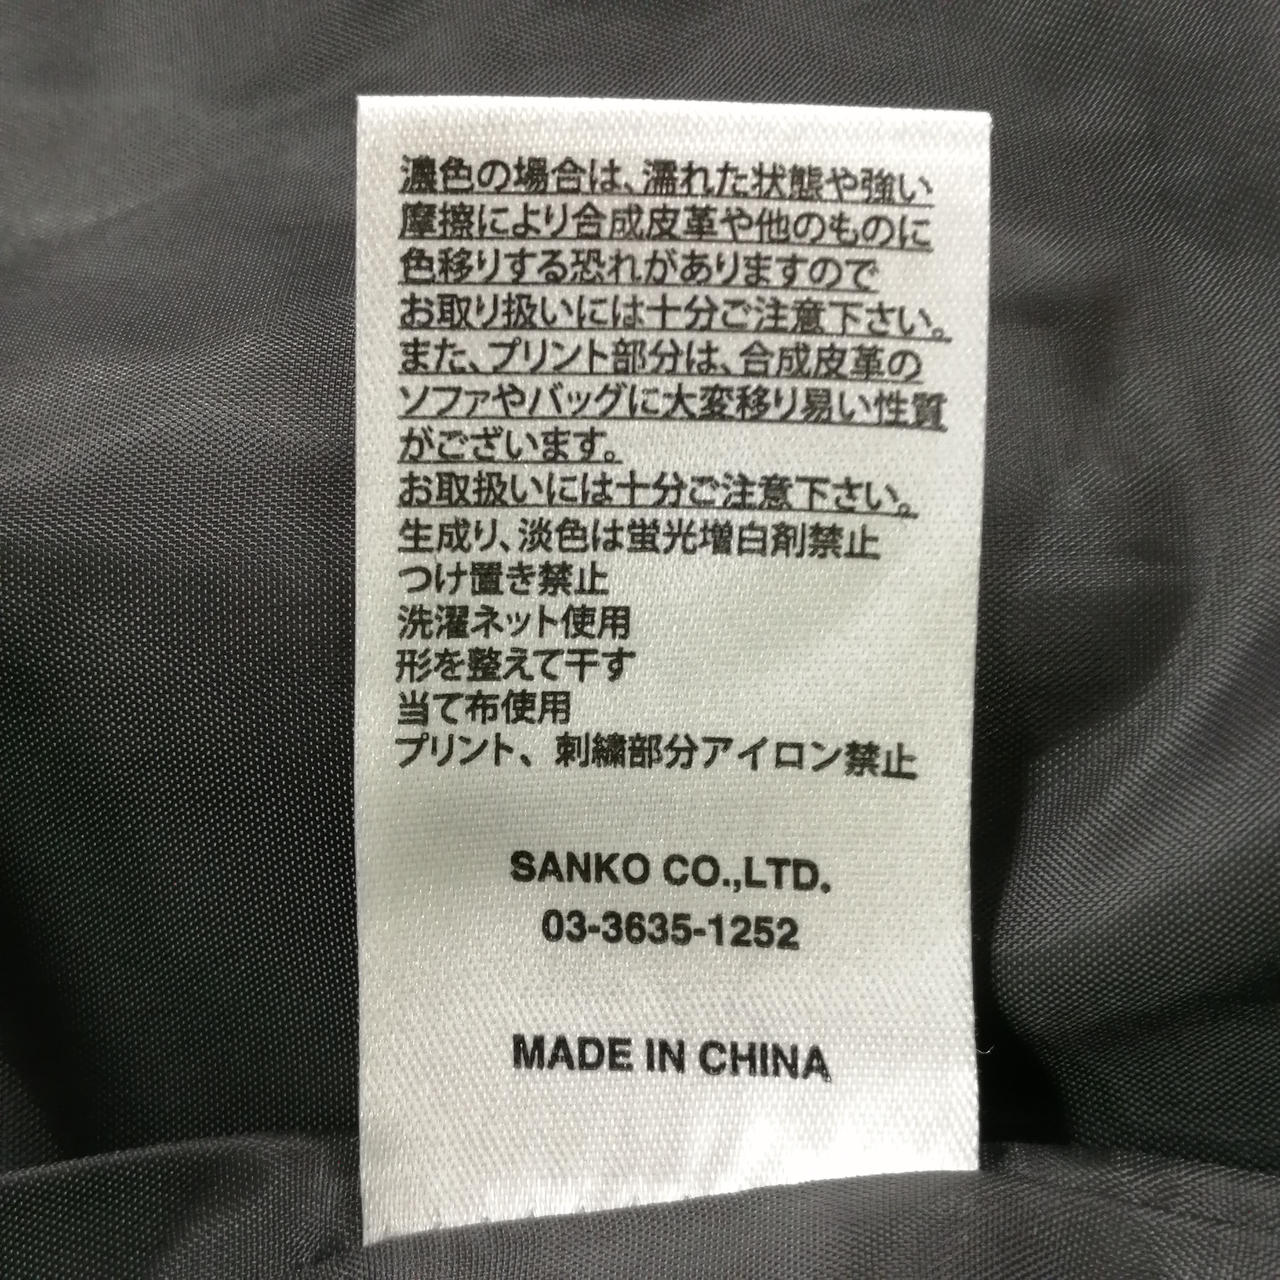 濃色の場合は、濡れた状態や強い
摩擦により合成皮革や他のものに
色移りする恐れがありますので
お取り扱いには十分ご注意下さい。
また、プリント部分は、合成皮革の
ソファやバッグに大変移り易い性質
がございます。
お取扱いには十分ご注意下さい。
生成り、淡色は蛍光増白剤禁止
つけ置き禁止
洗濯ネット使用
形を整えて干す
当て布使用
プリント、刺繍部分アイロン禁止
SANKO CO.,LTD.
03-3635-1252
MADE IN CHINA